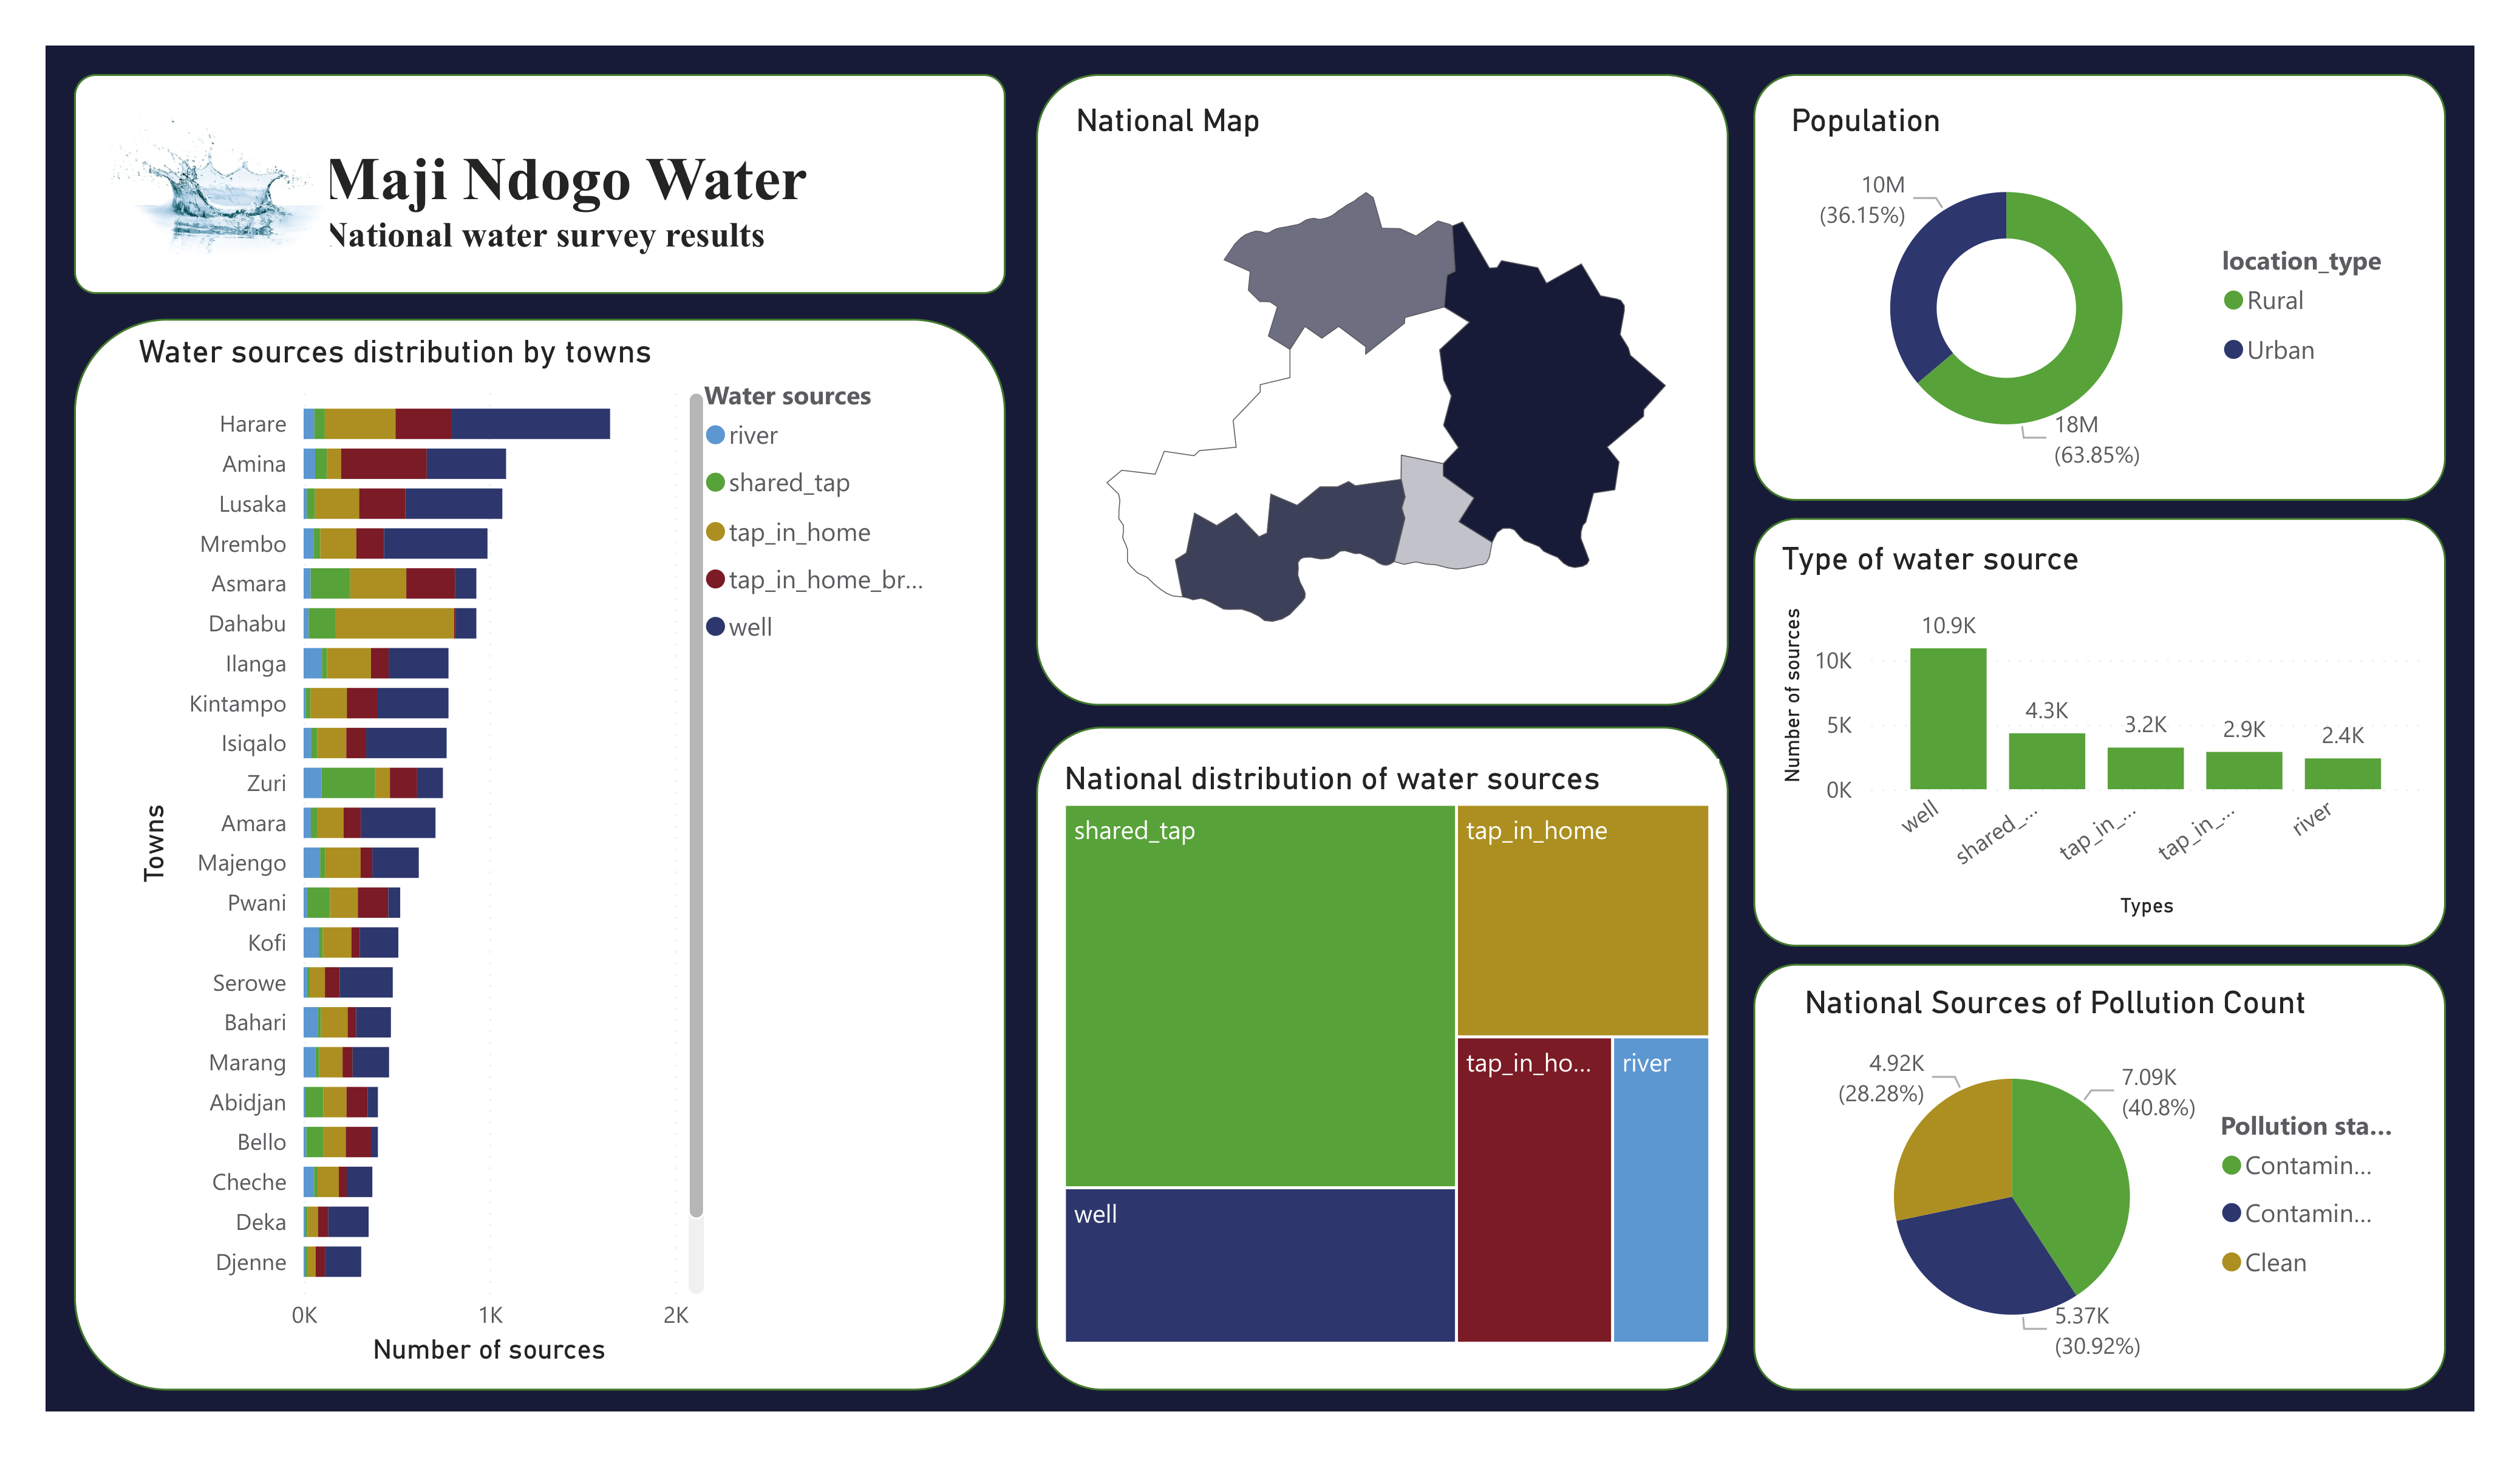 Maji Ndogo Water
National water survey results
Water sources distribution by towns
Towns
Harare
Amina
Lusaka
Mrembo
Asmara
Dahabu
Ilanga
Kintampo
Isiqalo
Zuri
Amara
Majengo
Pwani
Kofi
Serowe
Bahari
Marang
Abidjan
Bello
Cheche
Deka
Djenne
0K 1K 2K
Number of sources
Water sources
river
shared_tap
tap_in_home
tap_in_home_br...
well
National Map
National distribution of water sources
shared_tap
tap_in_home
tap_in_ho...
river
well
Population
10M
(36.15%)
18M
(63.85%)
location_type
Rural
Urban
Type of water source
Number of sources
10K
5K
0K
10.9K
4.3K
3.2K
2.9K
2.4K
well
shared_...
tap_in_...
tap_in_...
river
Types
National Sources of Pollution Count
4.92K
(28.28%)
7.09K
(40.8%)
5.37K
(30.92%)
Pollution sta...
Contamin...
Contamin...
Clean